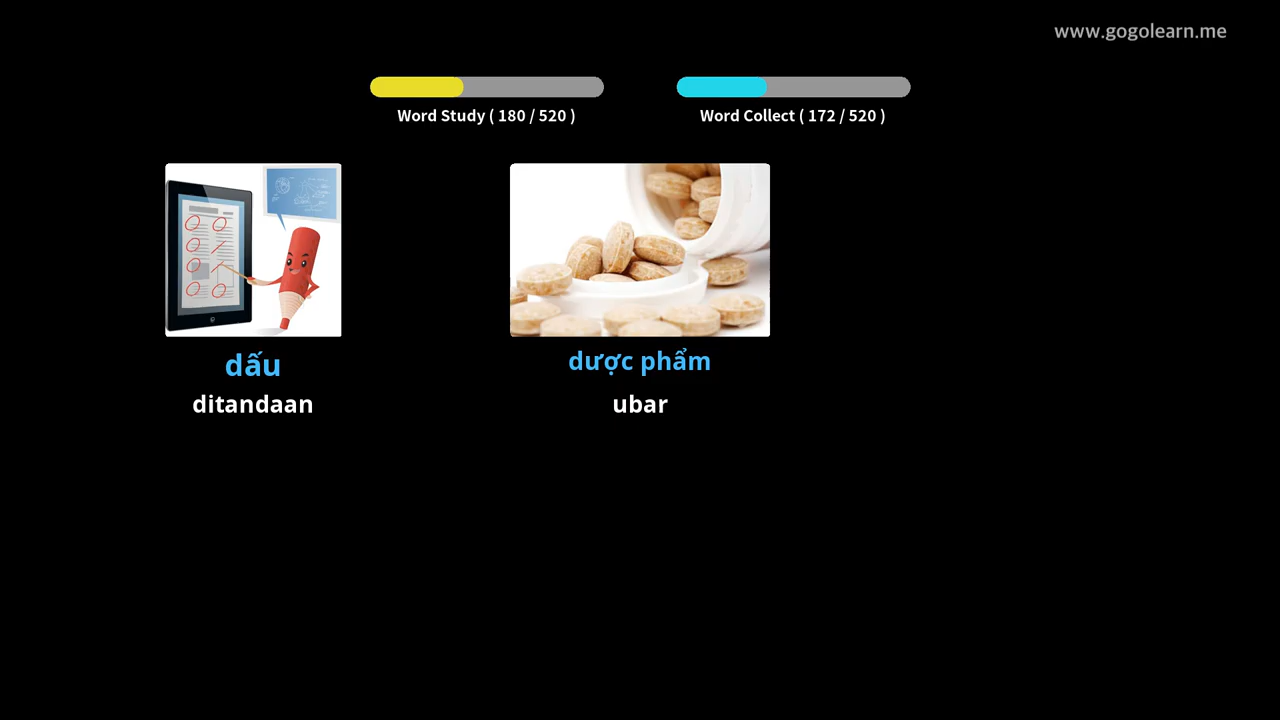 www.gogolearn.me
Word Study ( 180 / 520 )
Word Collect ( 172 / 520 )
dấu
dược phẩm
ditandaan
ubar